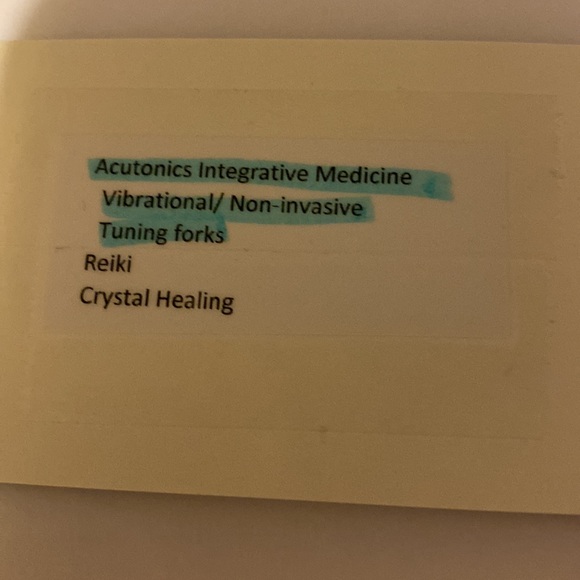 Acutonics Integrative Medicine
Vibrational/ Non-invasive
Tuning forks
Reiki
Crystal Healing